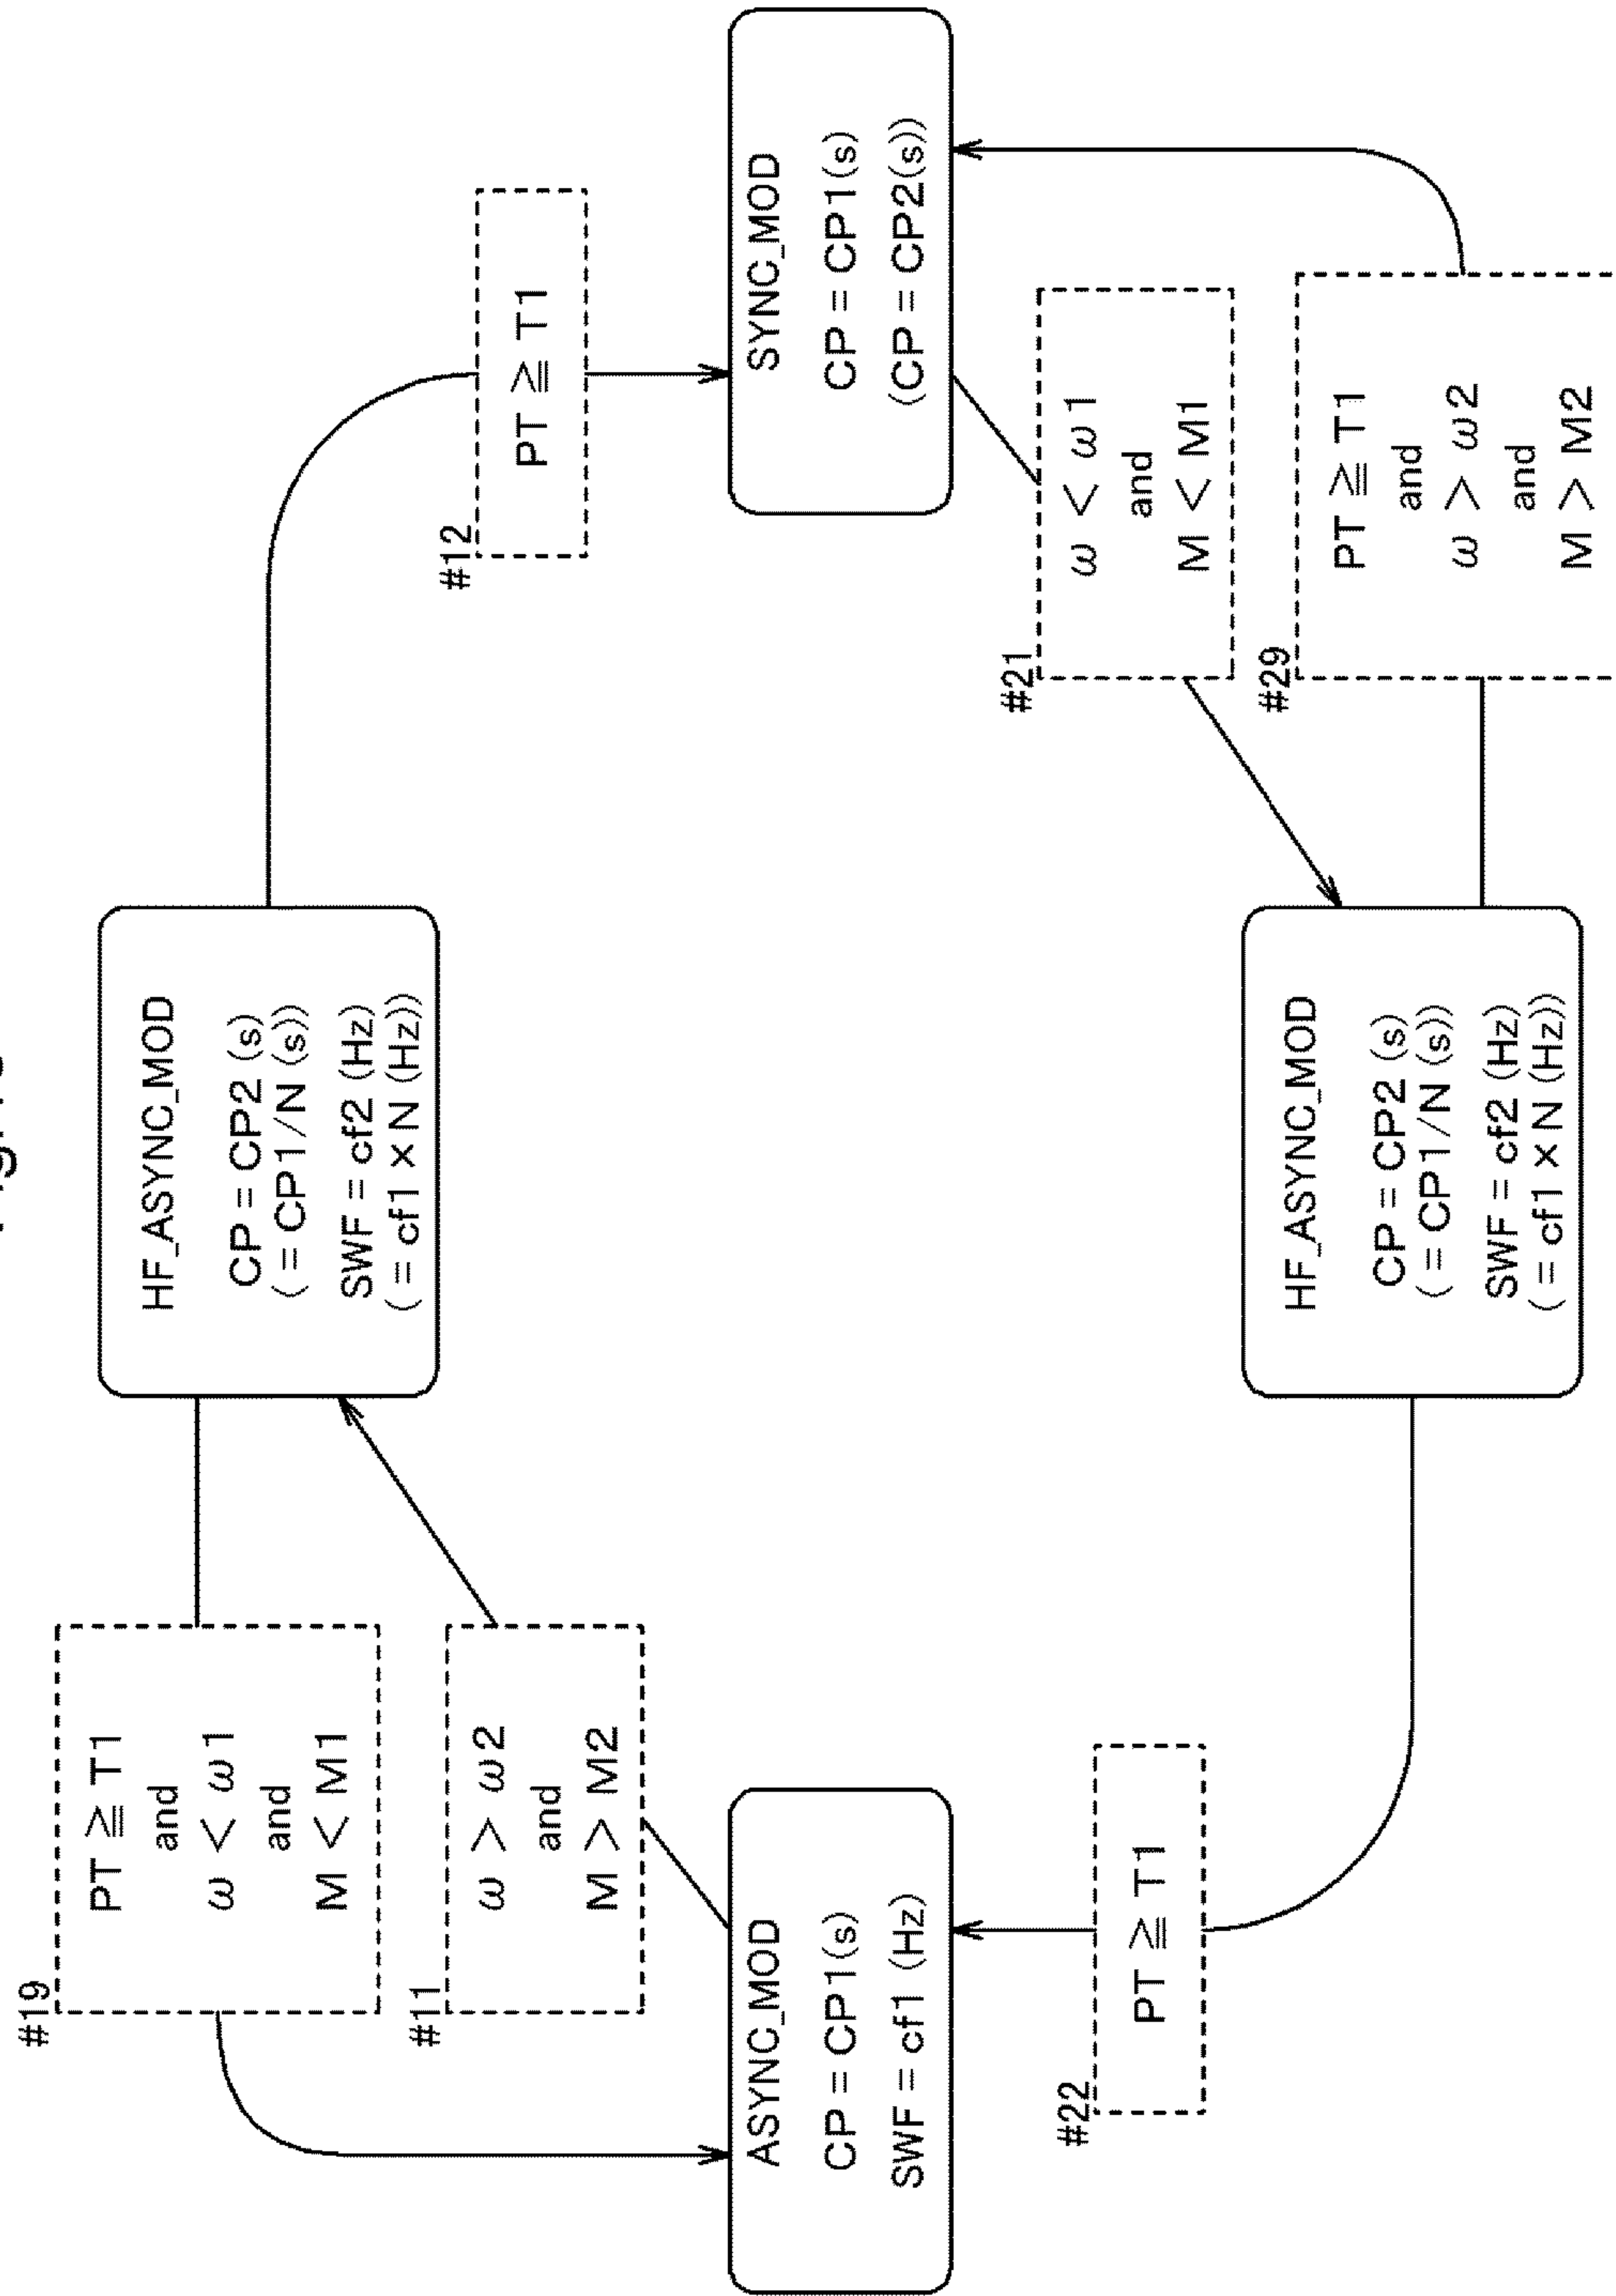 #19
PT ≧ T1
and
ω < ω1
and
M < M1
#11
ω > ω2
and
M > M2
HF_ASYNC_MOD
CP = CP2 (s)
( = CP1/N (s))
SWF = cf2 (Hz)
( = cf1 × N (Hz))
#12
PT ≧ T1
ASYNC_MOD
CP = CP1(s)
SWF = cf1 (Hz)
SYNC_MOD
CP = CP1(s)
(CP = CP2(s))
#22
PT ≧ T1
HF_ASYNC_MOD
CP = CP2 (s)
( = CP1/N (s))
SWF = cf2 (Hz)
( = cf1 × N (Hz))
#21
ω < ω1
and
M < M1
#29
PT ≧ T1
and
ω > ω2
and
M > M2